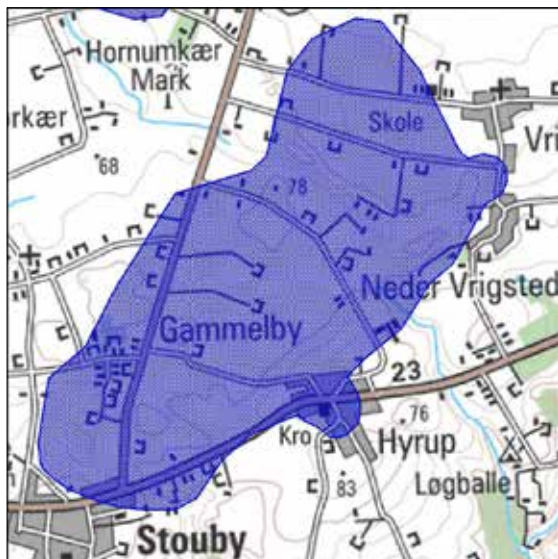 Hornumkær
Mark
rkær
Skole
Vri
68
78
Neder Vrigsted
Gammelby
23
76
Kro
Hyrup
83
Løgballe
Stouby